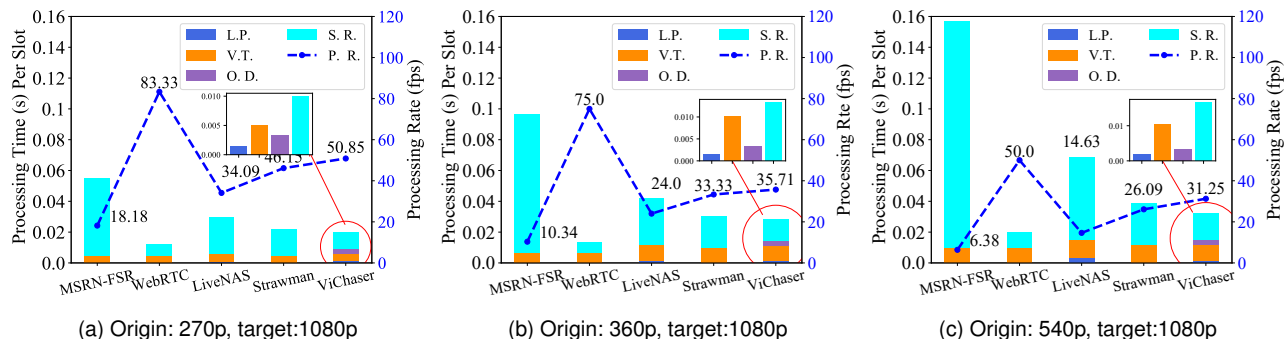 Processing Time (s) Per Slot
0.16
0.14
0.12
0.1
0.08
0.06
0.04
0.02
0.0
L.P.
V.T.
O. D.
S. R.
P. R.
0.010
0.005
0.000
18.18
83.33
34.09
46.15
50.85
120
100
80
60
40
20
0
Processing Rate (fps)
MSRN-FSR
WebRTC
LiveNAS
Strawman
ViChaser
(a) Origin: 270p, target:1080p
Processing Time (s) Per Slot
0.16
0.14
0.12
0.1
0.08
0.06
0.04
0.02
0.0
L.P.
V.T.
O. D.
S. R.
P. R.
0.010
0.000
10.34
75.0
24.0
33.33
35.71
120
100
80
60
40
20
0
Processing Rte (fps)
MSRN-FSR
WebRTC
LiveNAS
Strawman
ViChaser
(b) Origin: 360p, target:1080p
Processing Time (s) Per Slot
0.16
0.14
0.12
0.1
0.08
0.06
0.04
0.02
0.0
L.P.
V.T.
O. D.
S. R.
P. R.
0.01
0.00
6.38
50.0
14.63
26.09
31.25
120
100
80
60
40
20
0
Processing Rate (fps)
MSRN-FSR
WebRTC
LiveNAS
Strawman
ViChaser
(c) Origin: 540p, target:1080p